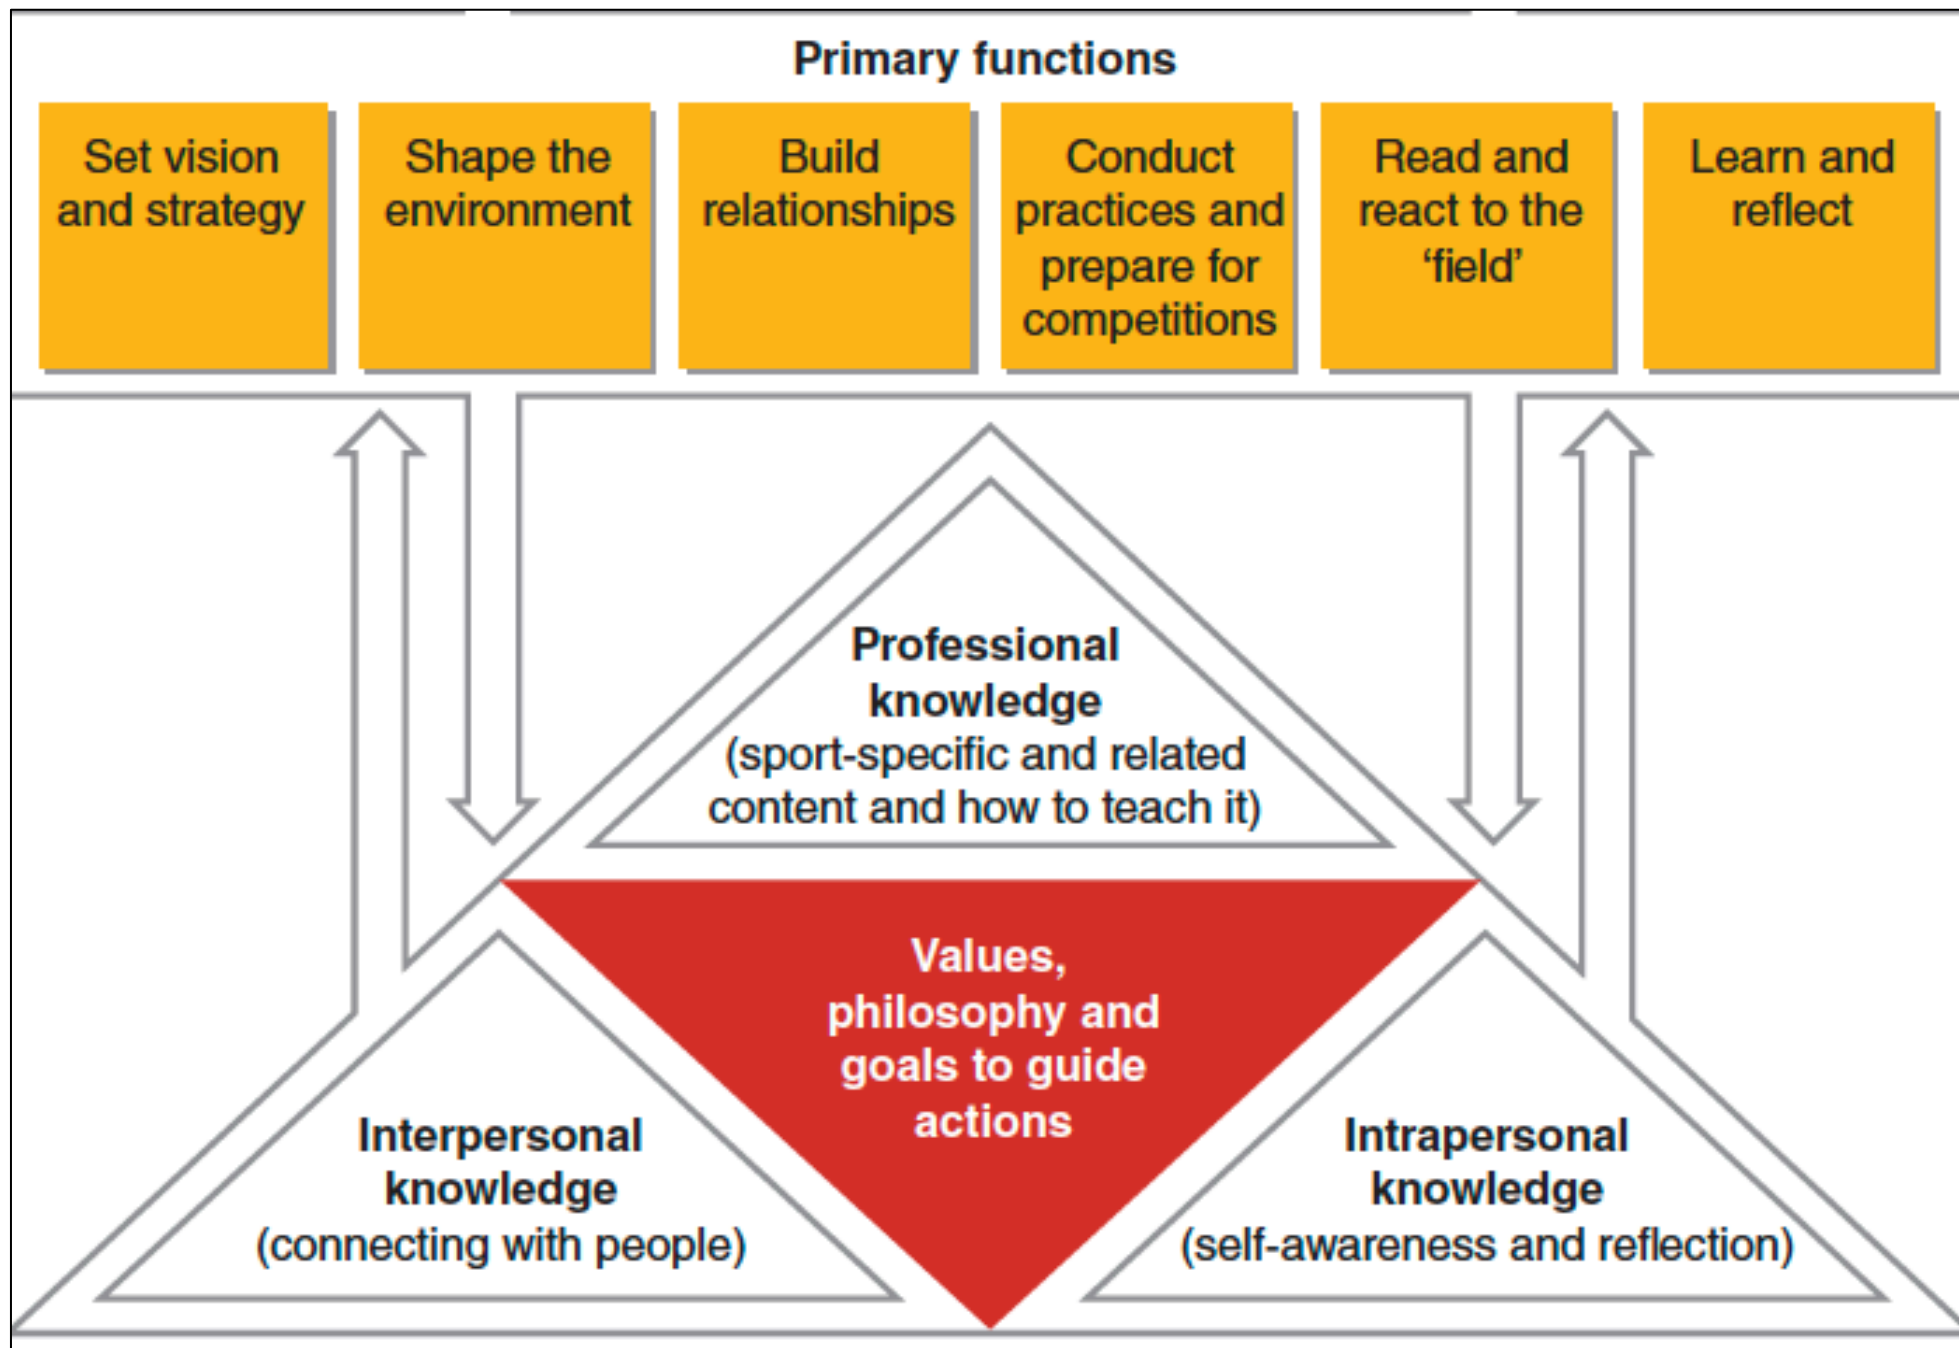 Primary functions
Set vision
and strategy
Shape the
environment
Build
relationships
Conduct
practices and
prepare for
competitions
Read and
react to the
‘field’
Learn and
reflect
Professional
knowledge
(sport-specific and related
content and how to teach it)
Values,
philosophy and
goals to guide
actions
Interpersonal
knowledge
(connecting with people)
Intrapersonal
knowledge
(self-awareness and reflection)